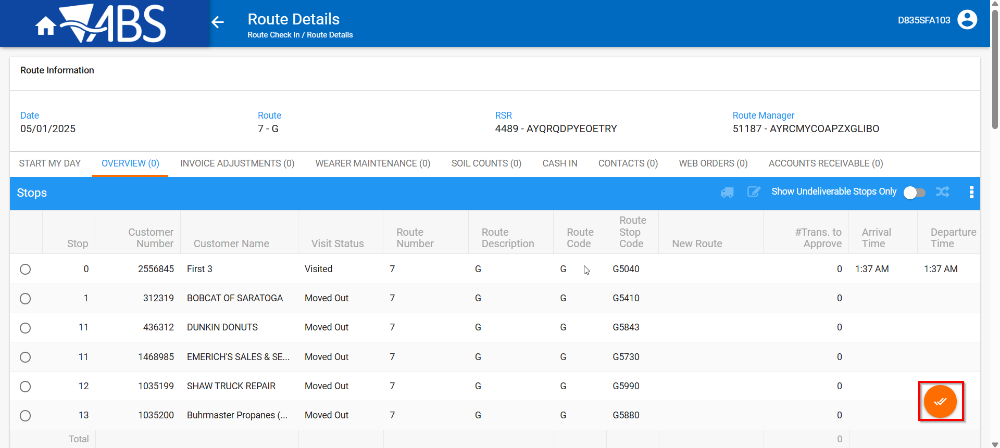 ABS
Route Details
Route Check In / Route Details
D835SFA103
Route Information
Date Route RSR Route Manager
05/01/2025 7 - G 4489 - AYQRQDPYEOETRY 51187 - AYRCMYCOAPZXGLIBO
START MY DAY OVERVIEW (0) INVOICE ADJUSTMENTS (0) WEARER MAINTENANCE (0) SOIL COUNTS (0) CASH IN CONTACTS (0) WEB ORDERS (0) ACCOUNTS RECEIVABLE (0)
Stops Show Undeliverable Stops Only
Stop Customer Number Customer Name Visit Status Route Number Route Description Route Code Route Stop Code New Route #Trans. to Approve Arrival Time Departure Time
0 2556845 First 3 Visited 7 G G G5040 0 1:37 AM 1:37 AM
1 312319 BOBCAT OF SARATOGA Moved Out 7 G G G5410 0
11 436312 DUNKIN DONUTS Moved Out 7 G G G5843 0
11 1468985 EMERICH'S SALES & SE... Moved Out 7 G G G5730 0
12 1035199 SHAW TRUCK REPAIR Moved Out 7 G G G5990 0
13 1035200 Buhrmaster Propanes (... Moved Out 7 G G G5880 0
Total 0